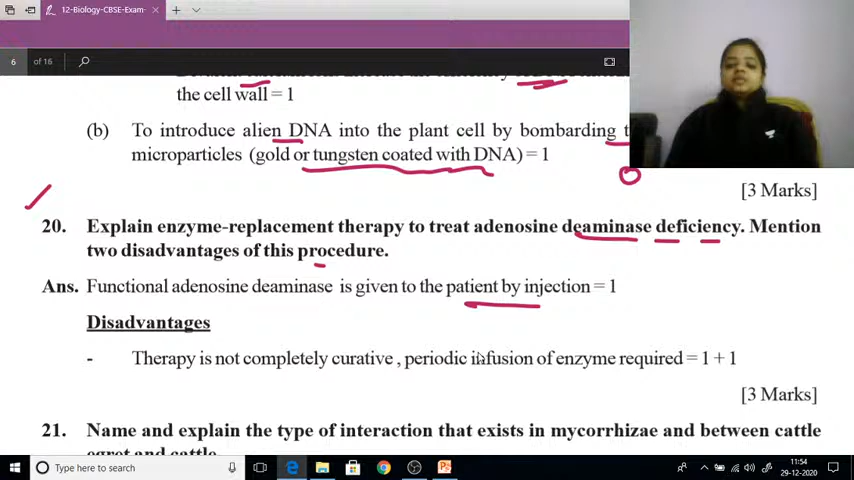 12-Biology-CBSE-Exam-
6 of 16
the cell wall = 1
(b) To introduce alien DNA into the plant cell by bombarding
microparticles (gold or tungsten coated with DNA) = 1
[3 Marks]
20. Explain enzyme-replacement therapy to treat adenosine deaminase deficiency. Mention
two disadvantages of this procedure.
Ans. Functional adenosine deaminase is given to the patient by injection = 1
Disadvantages
- Therapy is not completely curative , periodic infusion of enzyme required = 1 + 1
[3 Marks]
21. Name and explain the type of interaction that exists in mycorrhizae and between cattle
egret and cattle
Type here to search
11:54
29-12-2020